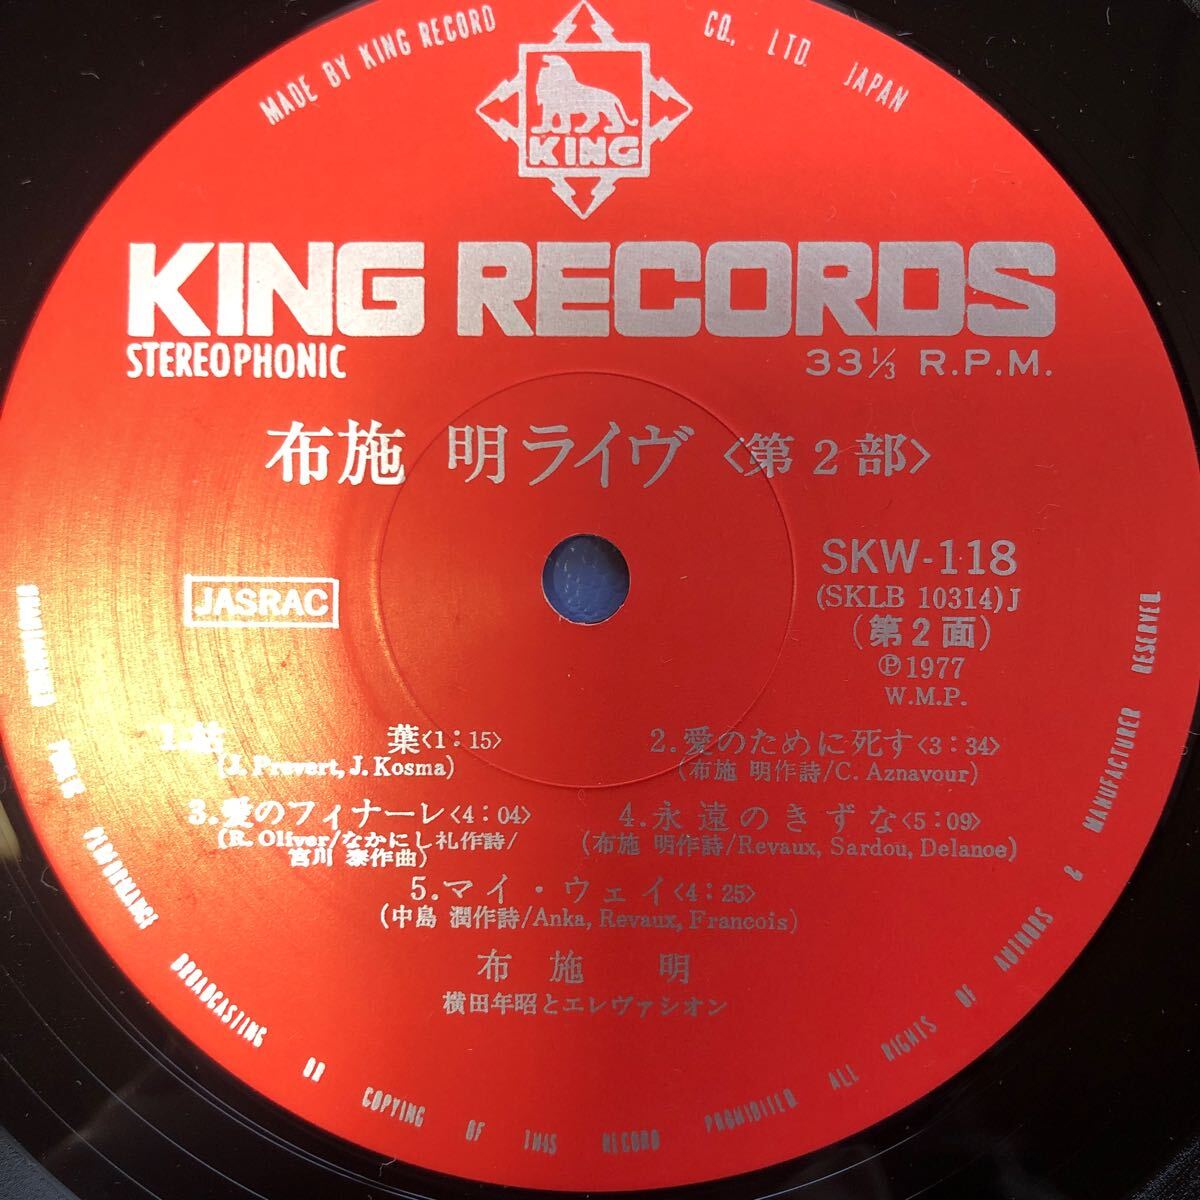 MADE BY KING RECORD CO., LTD. JAPAN
KING
KING RECORDS
STEREOPHONIC
33⅓ R.P.M.
布施 明ライヴ〈第2部〉
JASRAC
SKW-118
(SKLB 10314)J
(第2面)
Ⓟ1977
W.M.P.
1.枯 葉〈1:15〉
(J. Prevert, J. Kosma)
2.愛のために死す〈3:34〉
(布施 明作詩/C. Aznavour)
3.愛のフィナーレ〈4:04〉
(R. Oliver/なかにし礼作詩/
宮川 泰作曲)
4.永遠のきずな〈5:09〉
(布施 明作詩/Revaux, Sardou, Delanoe)
5.マイ・ウェイ〈4:25〉
(中島 潤作詩/Anka, Revaux, Francois)
布施 明
横田年昭とエレヴァシオン
PERFORMANCE BROADCASTING OR COPYING OF THIS RECORD PROHIBITED ALL RIGHTS OF AUTHORS & MANUFACTURER RESERVED